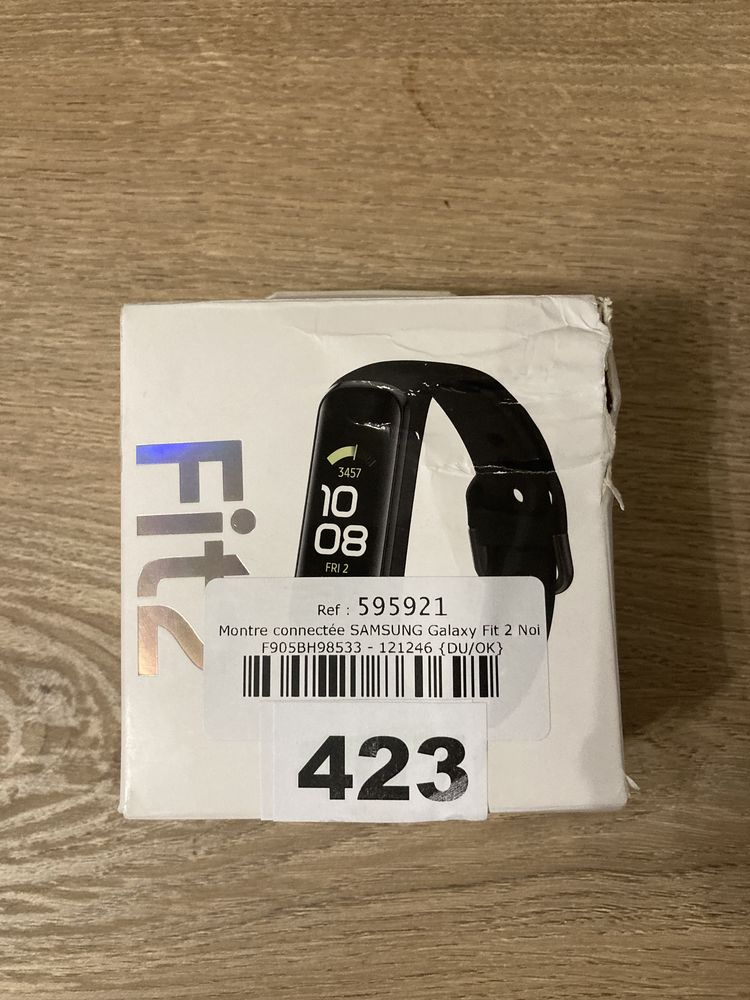 Fit2
3457
10
08
FRI 2
Ref : 595921
Montre connectée SAMSUNG Galaxy Fit 2 Noi
F905BH98533 - 121246 {DU/OK}
423